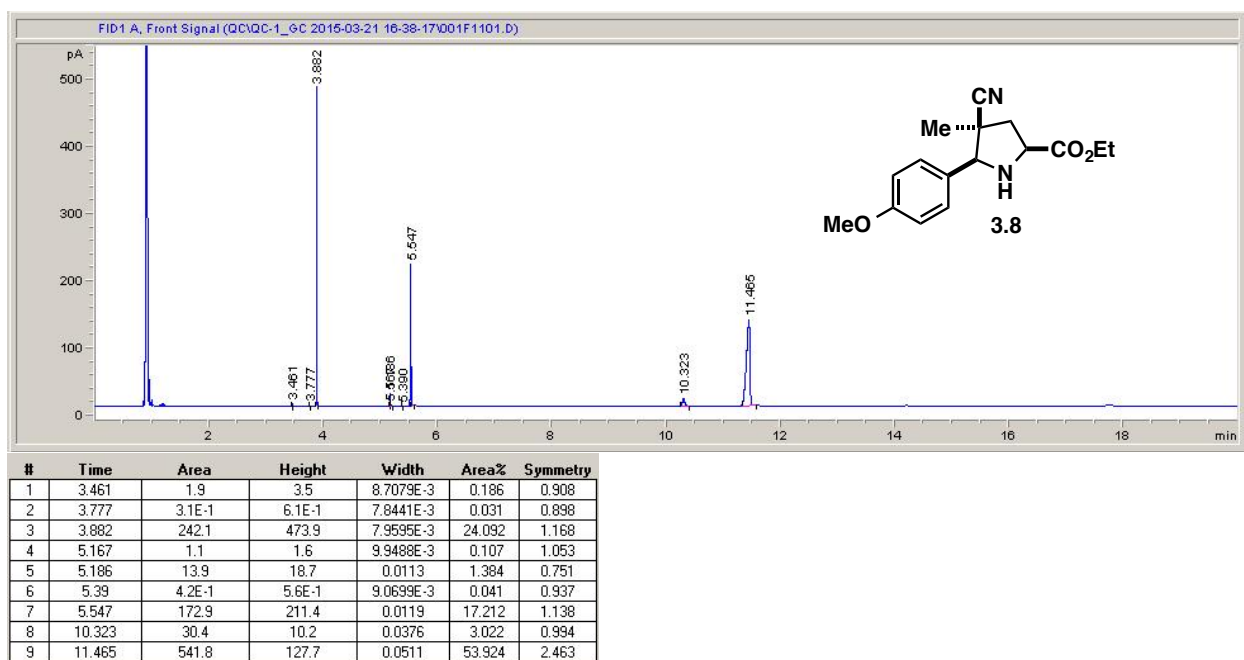 FID1 A, Front Signal (QC\QC-1_GC 2015-03-21 16-38-17\001F1101.D)
pA
500
400
300
200
100
0
3.461
3.777
3.882
5.390
5.547
10.323
11.465
2 4 6 8 10 12 14 16 18 min
CN
Me
CO2Et
N
H
MeO
3.8
# Time Area Height Width Area% Symmetry
1 3.461 1.9 3.5 8.7079E-3 0.186 0.908
2 3.777 3.1E-1 6.1E-1 7.8441E-3 0.031 0.898
3 3.882 242.1 473.9 7.9595E-3 24.092 1.168
4 5.167 1.1 1.6 9.9488E-3 0.107 1.053
5 5.186 13.9 18.7 0.0113 1.384 0.751
6 5.39 4.2E-1 5.6E-1 9.0699E-3 0.041 0.937
7 5.547 172.9 211.4 0.0119 17.212 1.138
8 10.323 30.4 10.2 0.0376 3.022 0.994
9 11.465 541.8 127.7 0.0511 53.924 2.463